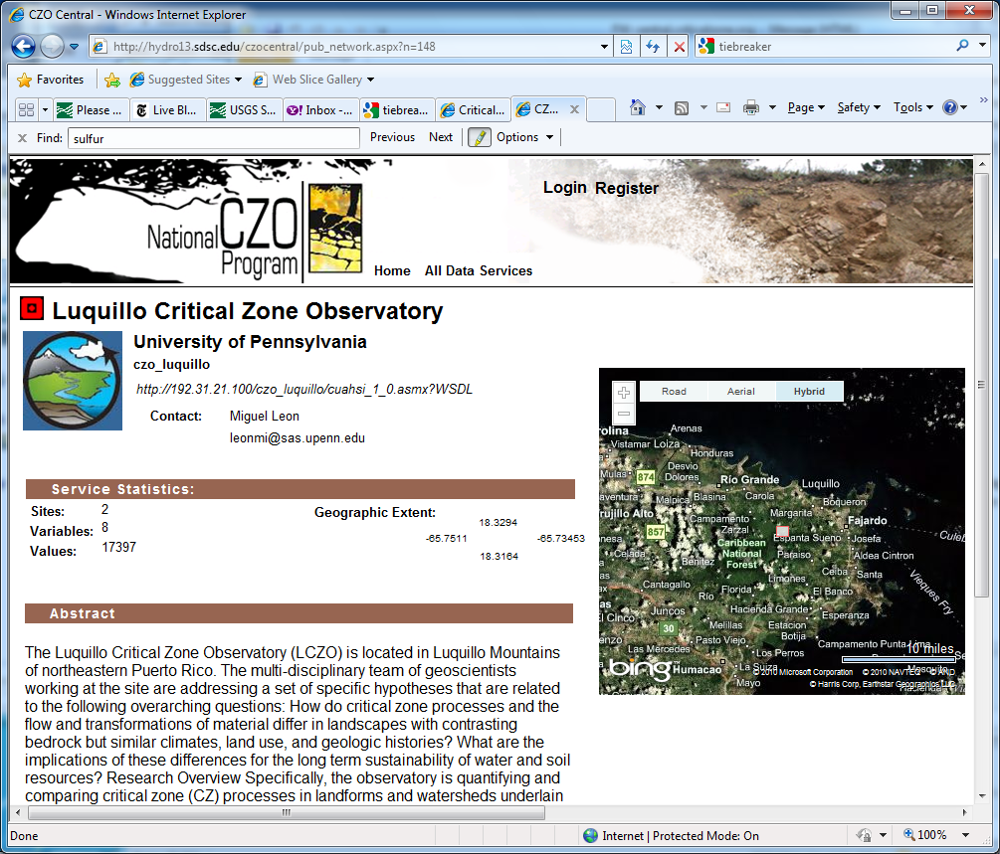 CZO Central - Windows Internet Explorer
http://hydro13.sdsc.edu/czocentral/pub_network.aspx?n=148
tiebreaker
Favorites
Suggested Sites
Web Slice Gallery
Please ...
Live Bl...
USGS S...
Inbox -...
tiebrea...
Critical...
CZ...
Page
Safety
Tools
Find: sulfur
Previous
Next
Options
National CZO Program
Login Register
Home All Data Services
Luquillo Critical Zone Observatory
University of Pennsylvania
czo_luquillo
http://192.31.21.100/czo_luquillo/cuahsi_1_0.asmx?WSDL
Contact: Miguel Leon
leonmi@sas.upenn.edu
Service Statistics:
Sites: 2
Variables: 8
Values: 17397
Geographic Extent:
18.3294
-65.7511 -65.73453
18.3164
Abstract
The Luquillo Critical Zone Observatory (LCZO) is located in Luquillo Mountains
of northeastern Puerto Rico. The multi-disciplinary team of geoscientists
working at the site are addressing a set of specific hypotheses that are related
to the following overarching questions: How do critical zone processes and the
flow and transformations of material differ in landscapes with contrasting
bedrock but similar climates, land use, and geologic histories? What are the
implications of these differences for the long term sustainability of water and soil
resources? Research Overview Specifically, the observatory is quantifying and
comparing critical zone (CZ) processes in landforms and watersheds underlain
Road Aerial Hybrid
rolina
Arenas
Vistamar Loiza
Honduras
Mulas
874
Desvio
Dolores
Río Grande
Luquillo
aventura
Malpica Blasina
Carola
Boqueron
rujillo Alto
Campamento
Zarzal
Margarita
Fajardo
nesa
857
Celada
Benitez
Caribbean
National
Forest
Espanta Sueno
Josefa
Culeb
Paraiso
Aldea Cintron
Cantagallo
Limones
Ceiba
Santa
Río
Florida
El Banco
Vieques Fry
as
Juncos
Hacienda Grande
Esperanza
El Cinco
30
Melillas
Estacion
Botija
enzo
Pasto Viejo
Campamento Punta Lima
Las Mercedes
Los Perros
10 miles
bing
Humacao
La Suiza
Mayo
© 2010 Microsoft Corporation © 2010 NAVTEQ © AND
© Harris Corp, Earthstar Geographics LLC
Done
Internet | Protected Mode: On
100%